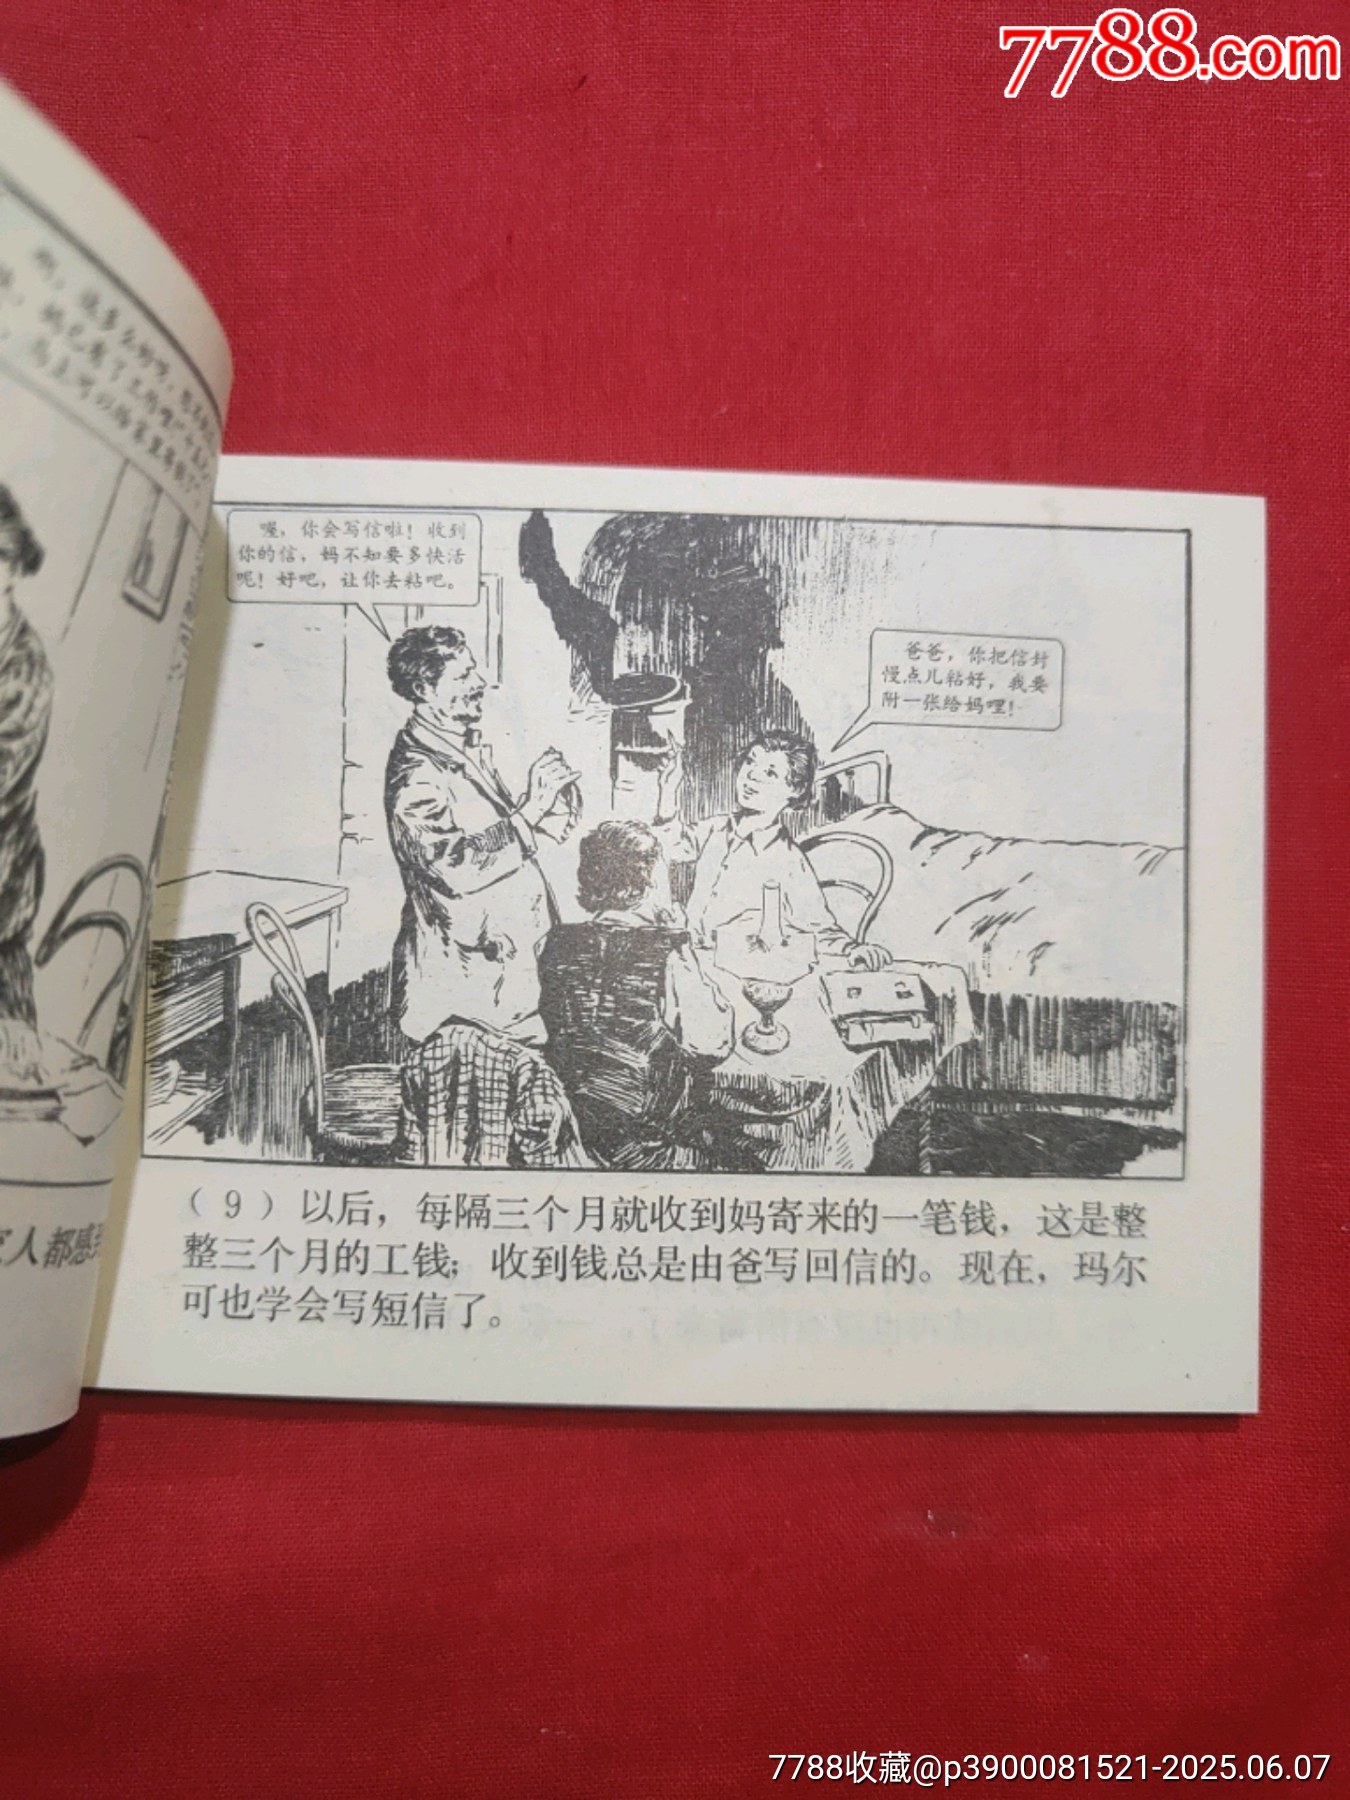 7788.com
喔，你会写信啦！收到
你的信，妈不知要多快活
呢！好吧，让你去粘吧。
爸爸，你把信封
慢点儿粘好，我要
附一张给妈哩！
（9）以后，每隔三个月就收到妈寄来的一笔钱，这是整
整三个月的工钱；收到钱总是由爸写回信的。现在，玛尔
可也学会写短信了。
人都感到
7788收藏@p3900081521-2025.06.07